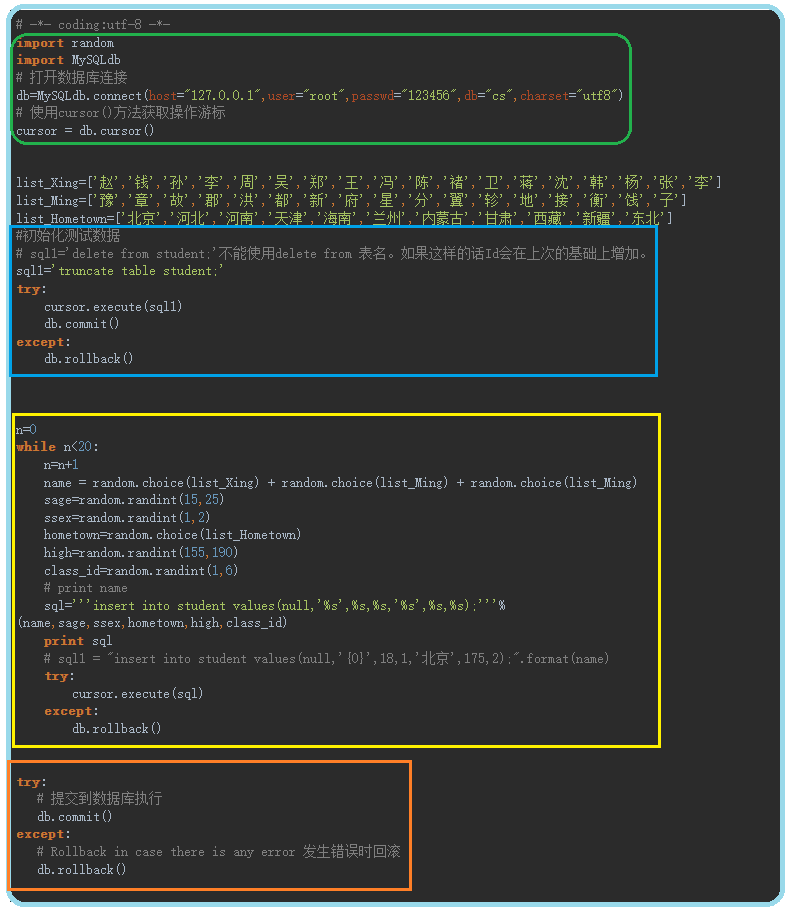 # -*- coding:utf-8 -*-
import random
import MySQLdb
# 打开数据库连接
db=MySQLdb.connect(host="127.0.0.1",user="root",passwd="123456",db="cs",charset="utf8")
# 使用cursor()方法获取操作游标
cursor = db.cursor()
list_Xing=['赵','钱','孙','李','周','吴','郑','王','冯','陈','褚','卫','蒋','沈','韩','杨','张','李']
list_Ming=['豫','章','故','郡','洪','都','新','府','星','分','翼','轸','地','接','衡','饯','子']
list_Hometown=['北京','河北','河南','天津','海南','兰州','内蒙古','甘肃','西藏','新疆','东北']
#初始化测试数据
# sql1='delete from student;'不能使用delete from 表名。如果这样的话Id会在上次的基础上增加。
sql1='truncate table student;'
try:
    cursor.execute(sql1)
    db.commit()
except:
    db.rollback()
n=0
while n<20:
    n=n+1
    name = random.choice(list_Xing) + random.choice(list_Ming) + random.choice(list_Ming)
    sage=random.randint(15,25)
    ssex=random.randint(1,2)
    hometown=random.choice(list_Hometown)
    high=random.randint(155,190)
    class_id=random.randint(1,6)
    # print name
    sql='''insert into student values(null,'%s',%s,%s,'%s',%s,%s);'''%
(name,sage,ssex,hometown,high,class_id)
    print sql
    # sql1 = "insert into student values(null,'{0}',18,1,'北京',175,2);".format(name)
    try:
        cursor.execute(sql)
    except:
        db.rollback()
try:
   # 提交到数据库执行
   db.commit()
except:
   # Rollback in case there is any error 发生错误时回滚
   db.rollback()